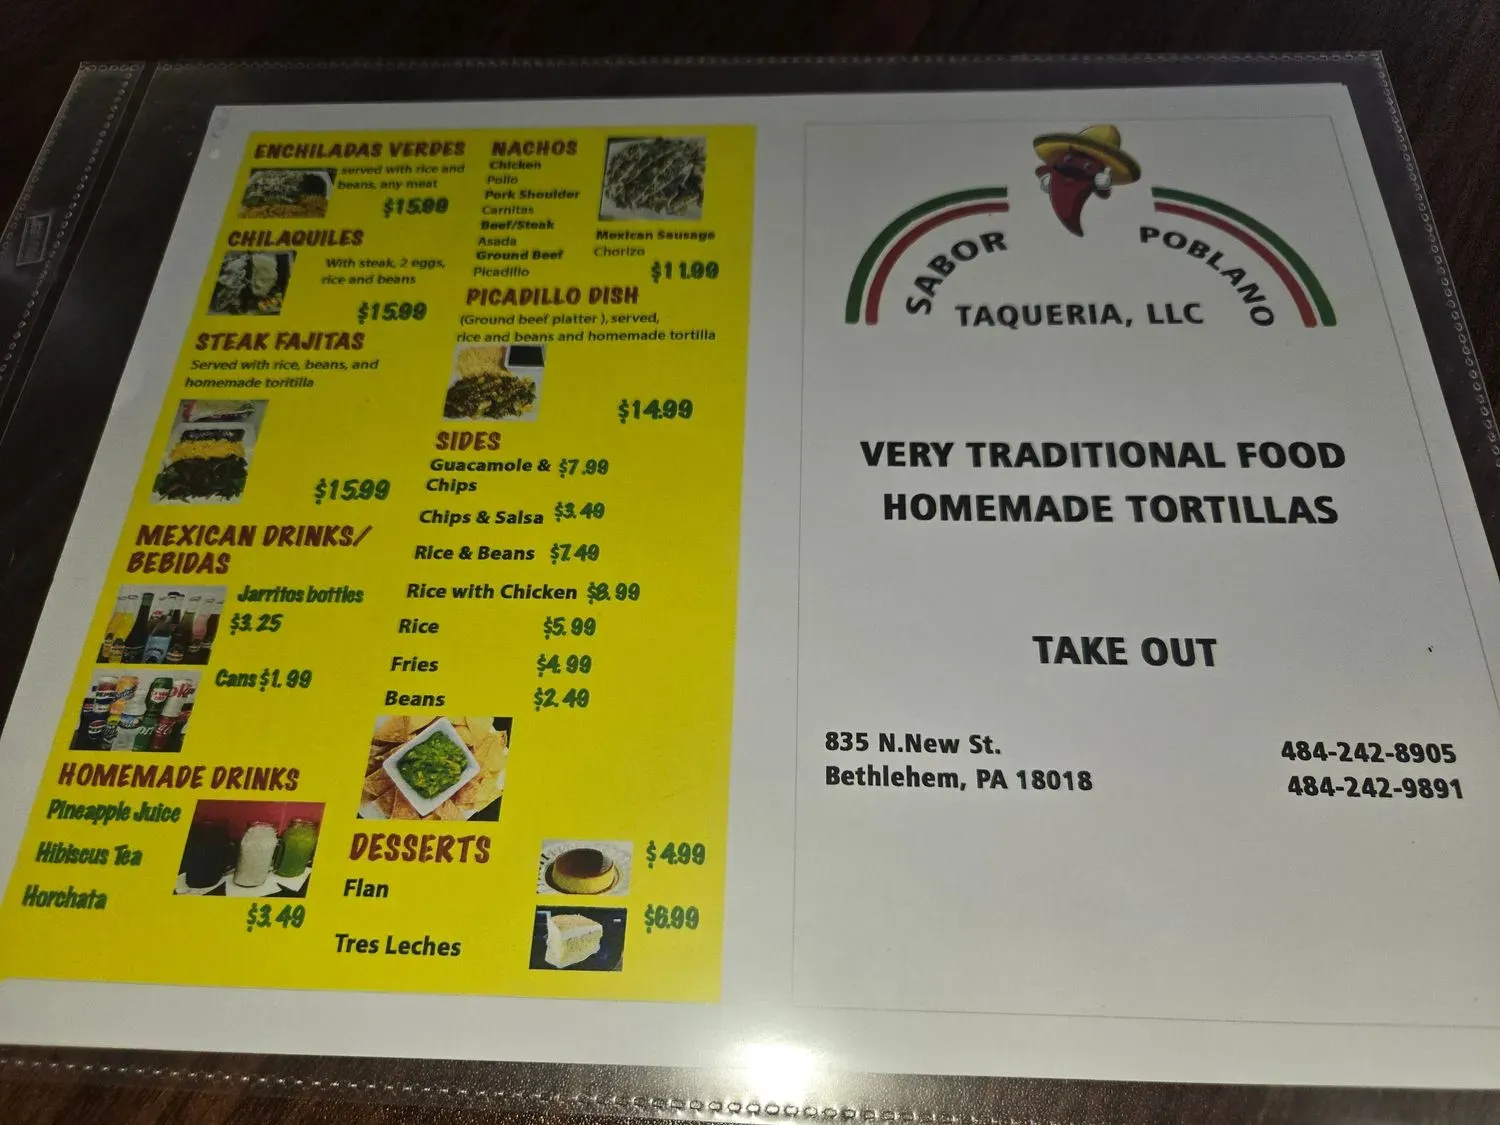 ENCHILADAS VERDES
served with rice and
beans, any meat
$15.99
CHILAQUILES
With steak, 2 eggs,
rice and beans
$15.99
STEAK FAJITAS
Served with rice, beans, and
homemade toritilla
$15.99
MEXICAN DRINKS/
BEBIDAS
Jarritos bottles
$3.25
Cans $1.99
HOMEMADE DRINKS
Pineapple Juice
Hibiscus Tea
Horchata
$3.49
NACHOS
Chicken
Pollo
Pork Shoulder
Carnitas
Beef/Steak
Asada
Ground Beef
Picadillo
Mexican Sausage
Chorizo
$11.99
PICADILLO DISH
(Ground beef platter ), served,
rice and beans and homemade tortilla
$14.99
SIDES
Guacamole & $7.99
Chips
Chips & Salsa $3.49
Rice & Beans $7.49
Rice with Chicken
Rice $5.99
Fries $4.99
Beans $2.49
DESSERTS
Flan $4.99
Tres Leches $6.99
SABOR POBLANO
TAQUERIA, LLC
VERY TRADITIONAL FOOD
HOMEMADE TORTILLAS
TAKE OUT
835 N.New St.
Bethlehem, PA 18018
484-242-8905
484-242-9891